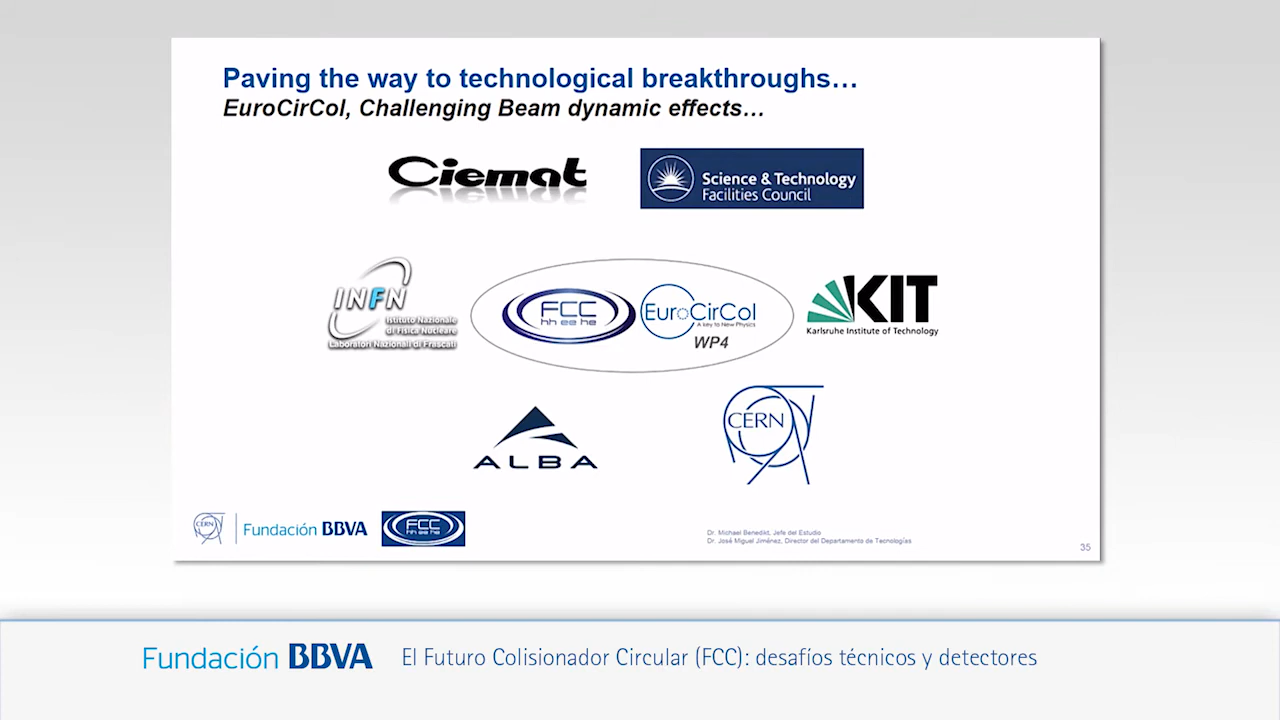 Paving the way to technological breakthroughs…
EuroCirCol, Challenging Beam dynamic effects…
Ciemat
Science & Technology
Facilities Council
INFN
Istituto Nazionale
di Fisica Nucleare
Laboratori Nazionali di Frascati
FCC
hh ee he
EuroCirCol
A key to New Physics
WP4
KIT
Karlsruhe Institute of Technology
ALBA
CERN
CERN
Fundación BBVA
FCC
hh ee he
Dr. Michael Benedikt, Jefe del Estudio
Dr. José Miguel Jiménez, Director del Departamento de Tecnologías
35
Fundación BBVA
El Futuro Colisionador Circular (FCC): desafíos técnicos y detectores